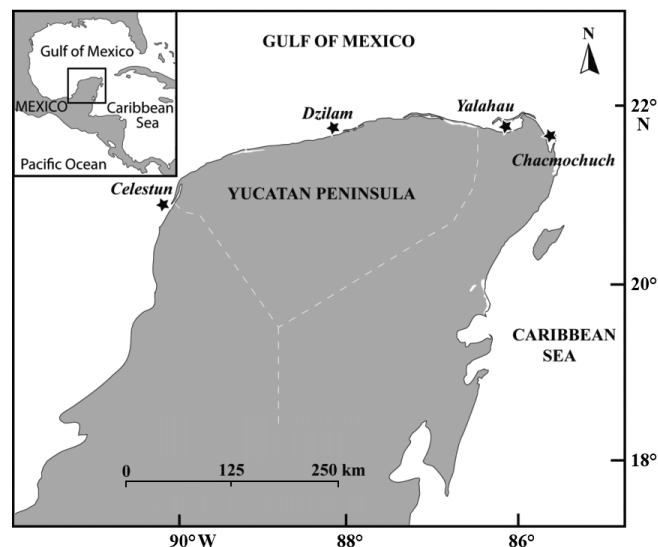 Gulf of Mexico
MEXICO
Caribbean
Sea
Pacific Ocean
GULF OF MEXICO
N
22°
N
Yalahau
Dzilam
Chacmochuch
Celestun
YUCATAN PENINSULA
20°
CARIBBEAN
SEA
18°
0 125 250 km
90°W 88° 86°